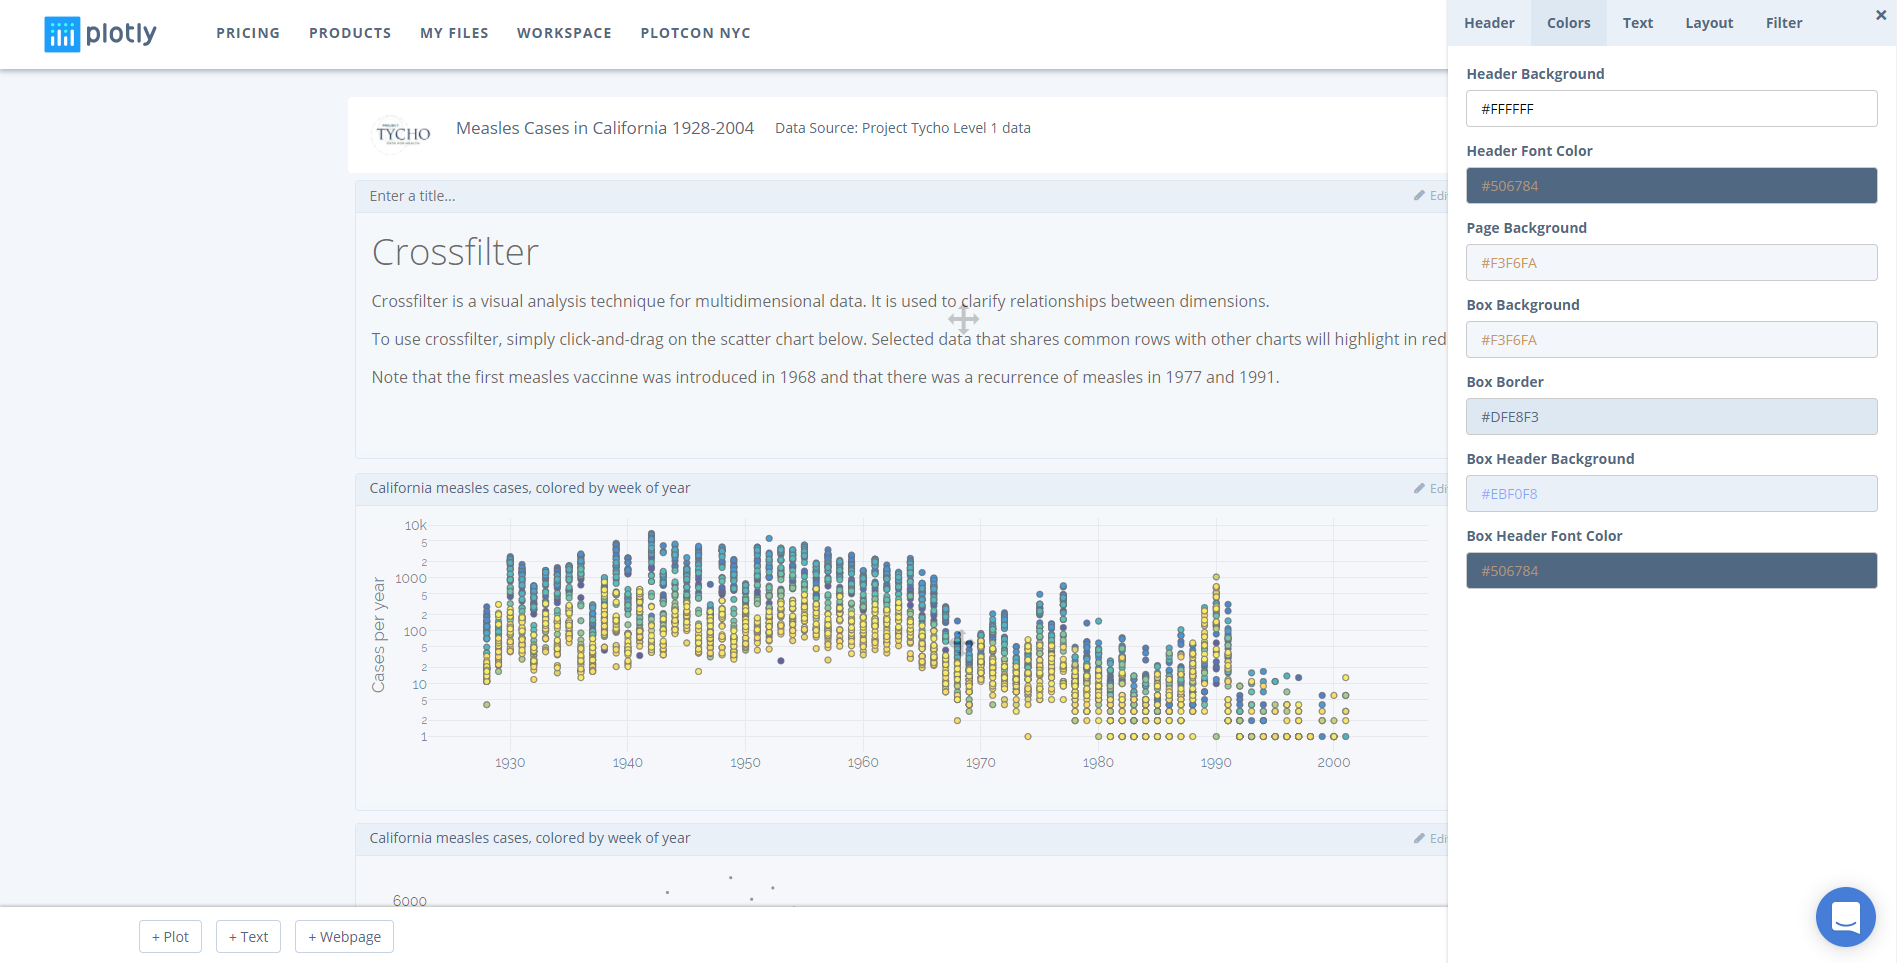 plotly
PRICING PRODUCTS MY FILES WORKSPACE PLOTCON NYC
Header Colors Text Layout Filter
Header Background
#FFFFFF
Header Font Color
#506784
Page Background
#F3F6FA
Box Background
#F3F6FA
Box Border
#DFE8F3
Box Header Background
#EBF0F8
Box Header Font Color
#506784
TYCHO
Measles Cases in California 1928-2004 Data Source: Project Tycho Level 1 data
Enter a title... Edi
Crossfilter
Crossfilter is a visual analysis technique for multidimensional data. It is used to clarify relationships between dimensions.
To use crossfilter, simply click-and-drag on the scatter chart below. Selected data that shares common rows with other charts will highlight in red
Note that the first measles vaccinne was introduced in 1968 and that there was a recurrence of measles in 1977 and 1991.
California measles cases, colored by week of year Edi
Cases per year
10k
5
2
1000
5
2
100
5
2
10
5
2
1
1930 1940 1950 1960 1970 1980 1990 2000
California measles cases, colored by week of year Edi
6000
+ Plot + Text + Webpage